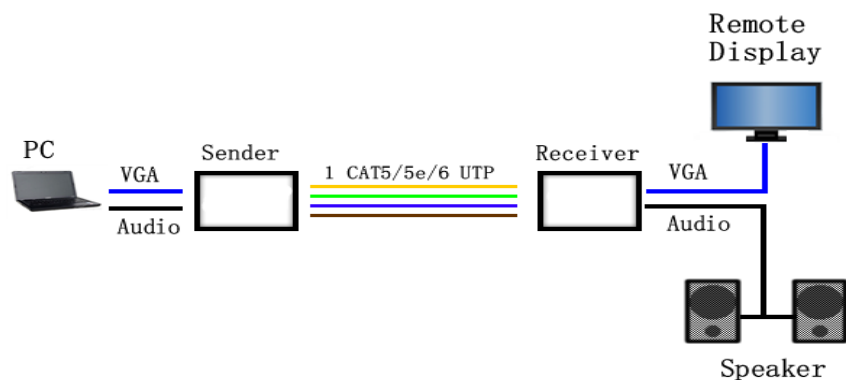 Remote
Display
PC
Sender
Receiver
VGA
1 CAT5/5e/6 UTP
VGA
Audio
Audio
Speaker